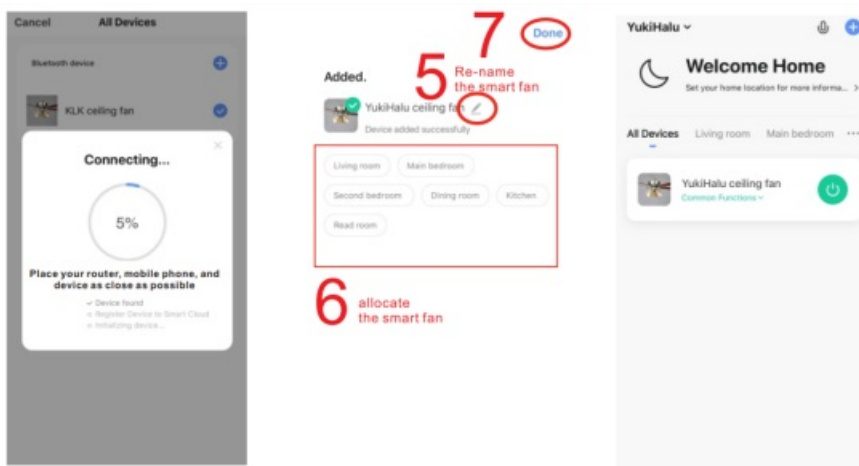 Cancel
All Devices
Bluetooth device
KLK ceiling fan
Connecting...
5%
Place your router, mobile phone, and
device as close as possible
Device found
Register Device to Smart Cloud
Initializing device...
7
Done
Added.
5
Re-name
the smart fan
YukiHalu ceiling fan
Device added successfully
Living room
Main bedroom
Second bedroom
Dining room
Kitchen
Read room
6
allocate
the smart fan
YukiHalu
Welcome Home
Set your home location for more informa...
All Devices
Living room
Main bedroom
...
YukiHalu ceiling fan
Common Functions